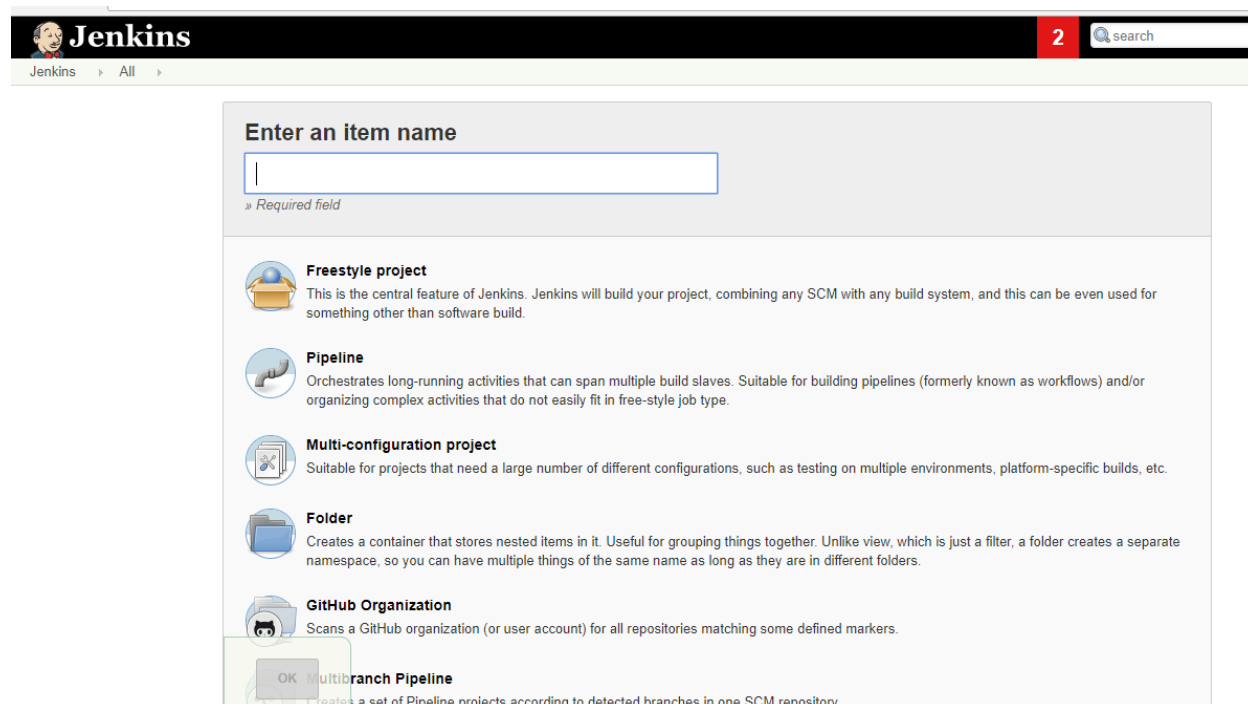 Jenkins
2
search
Jenkins
All
Enter an item name
» Required field
Freestyle project
This is the central feature of Jenkins. Jenkins will build your project, combining any SCM with any build system, and this can be even used for
something other than software build.
Pipeline
Orchestrates long-running activities that can span multiple build slaves. Suitable for building pipelines (formerly known as workflows) and/or
organizing complex activities that do not easily fit in free-style job type.
Multi-configuration project
Suitable for projects that need a large number of different configurations, such as testing on multiple environments, platform-specific builds, etc.
Folder
Creates a container that stores nested items in it. Useful for grouping things together. Unlike view, which is just a filter, a folder creates a separate
namespace, so you can have multiple things of the same name as long as they are in different folders.
GitHub Organization
Scans a GitHub organization (or user account) for all repositories matching some defined markers.
OK
Multibranch Pipeline
Creates a set of Pipeline projects according to detected branches in one SCM repository.